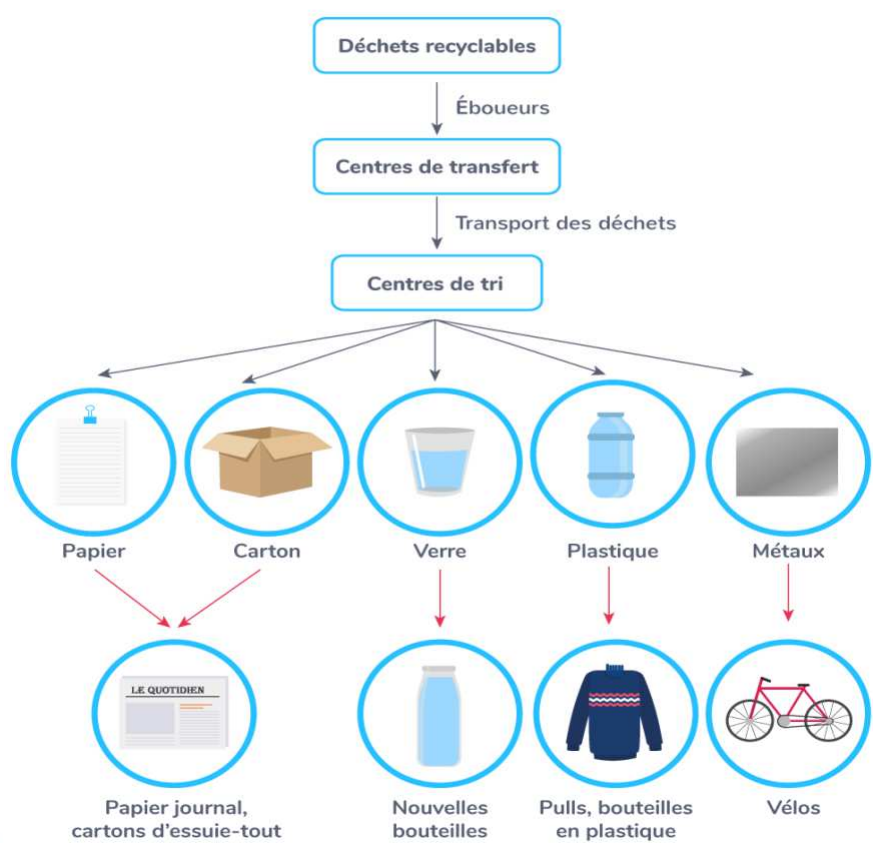 Déchets recyclables
Éboueurs
Centres de transfert
Transport des déchets
Centres de tri
Papier
Carton
Verre
Plastique
Métaux
LE QUOTIDIEN
Papier journal,
cartons d'essuie-tout
Nouvelles
bouteilles
Pulls, bouteilles
en plastique
Vélos